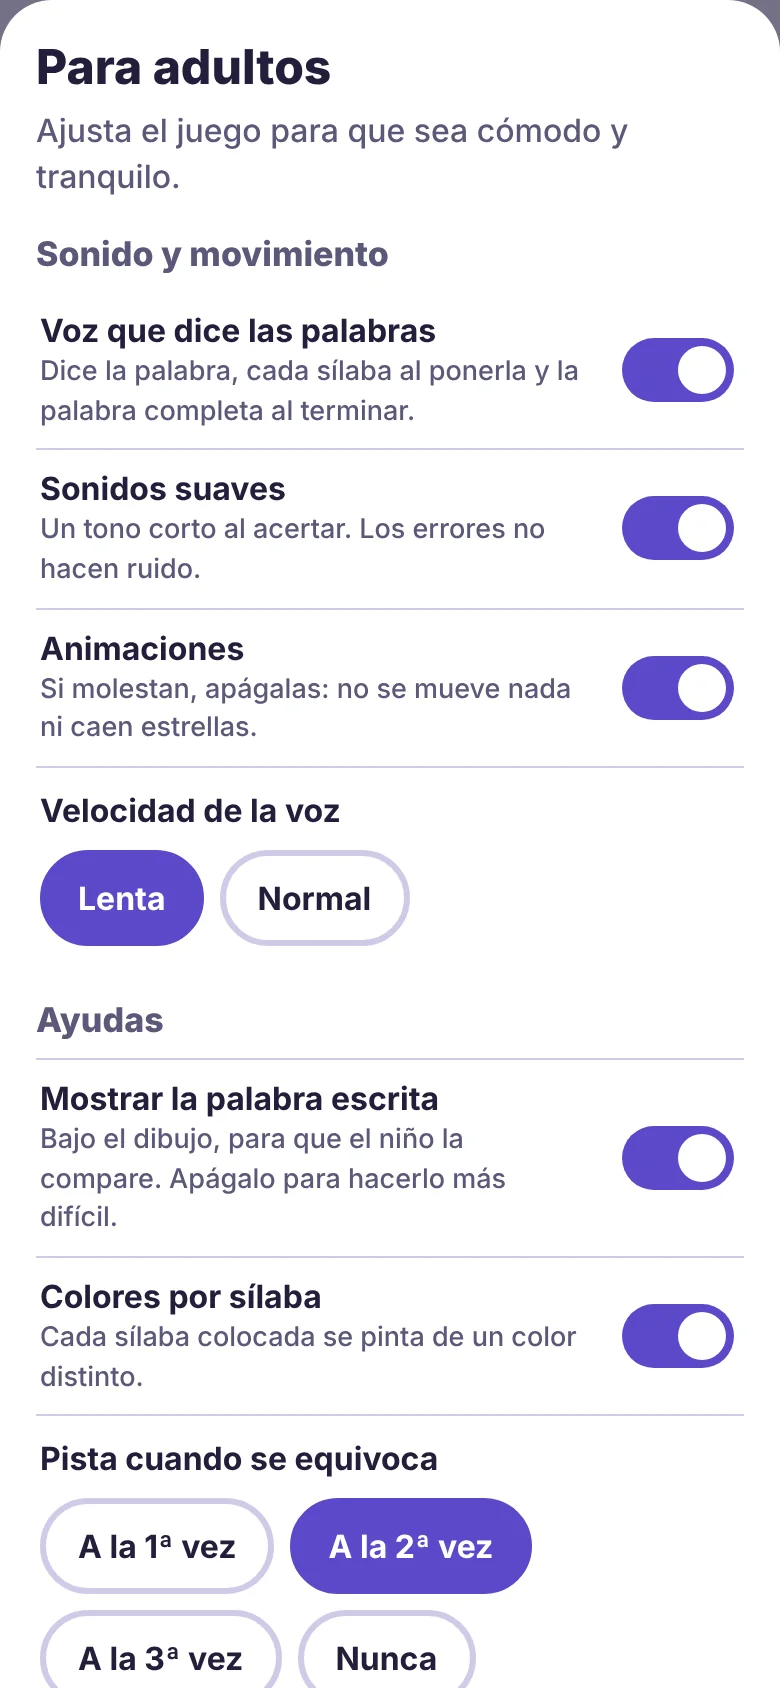 Para adultos
Ajusta el juego para que sea cómodo y
tranquilo.
Sonido y movimiento
Voz que dice las palabras
Dice la palabra, cada sílaba al ponerla y la
palabra completa al terminar.
Sonidos suaves
Un tono corto al acertar. Los errores no
hacen ruido.
Animaciones
Si molestan, apágalas: no se mueve nada
ni caen estrellas.
Velocidad de la voz
Lenta
Normal
Ayudas
Mostrar la palabra escrita
Bajo el dibujo, para que el niño la
compare. Apágalo para hacerlo más
difícil.
Colores por sílaba
Cada sílaba colocada se pinta de un color
distinto.
Pista cuando se equivoca
A la 1ª vez
A la 2ª vez
A la 3ª vez
Nunca